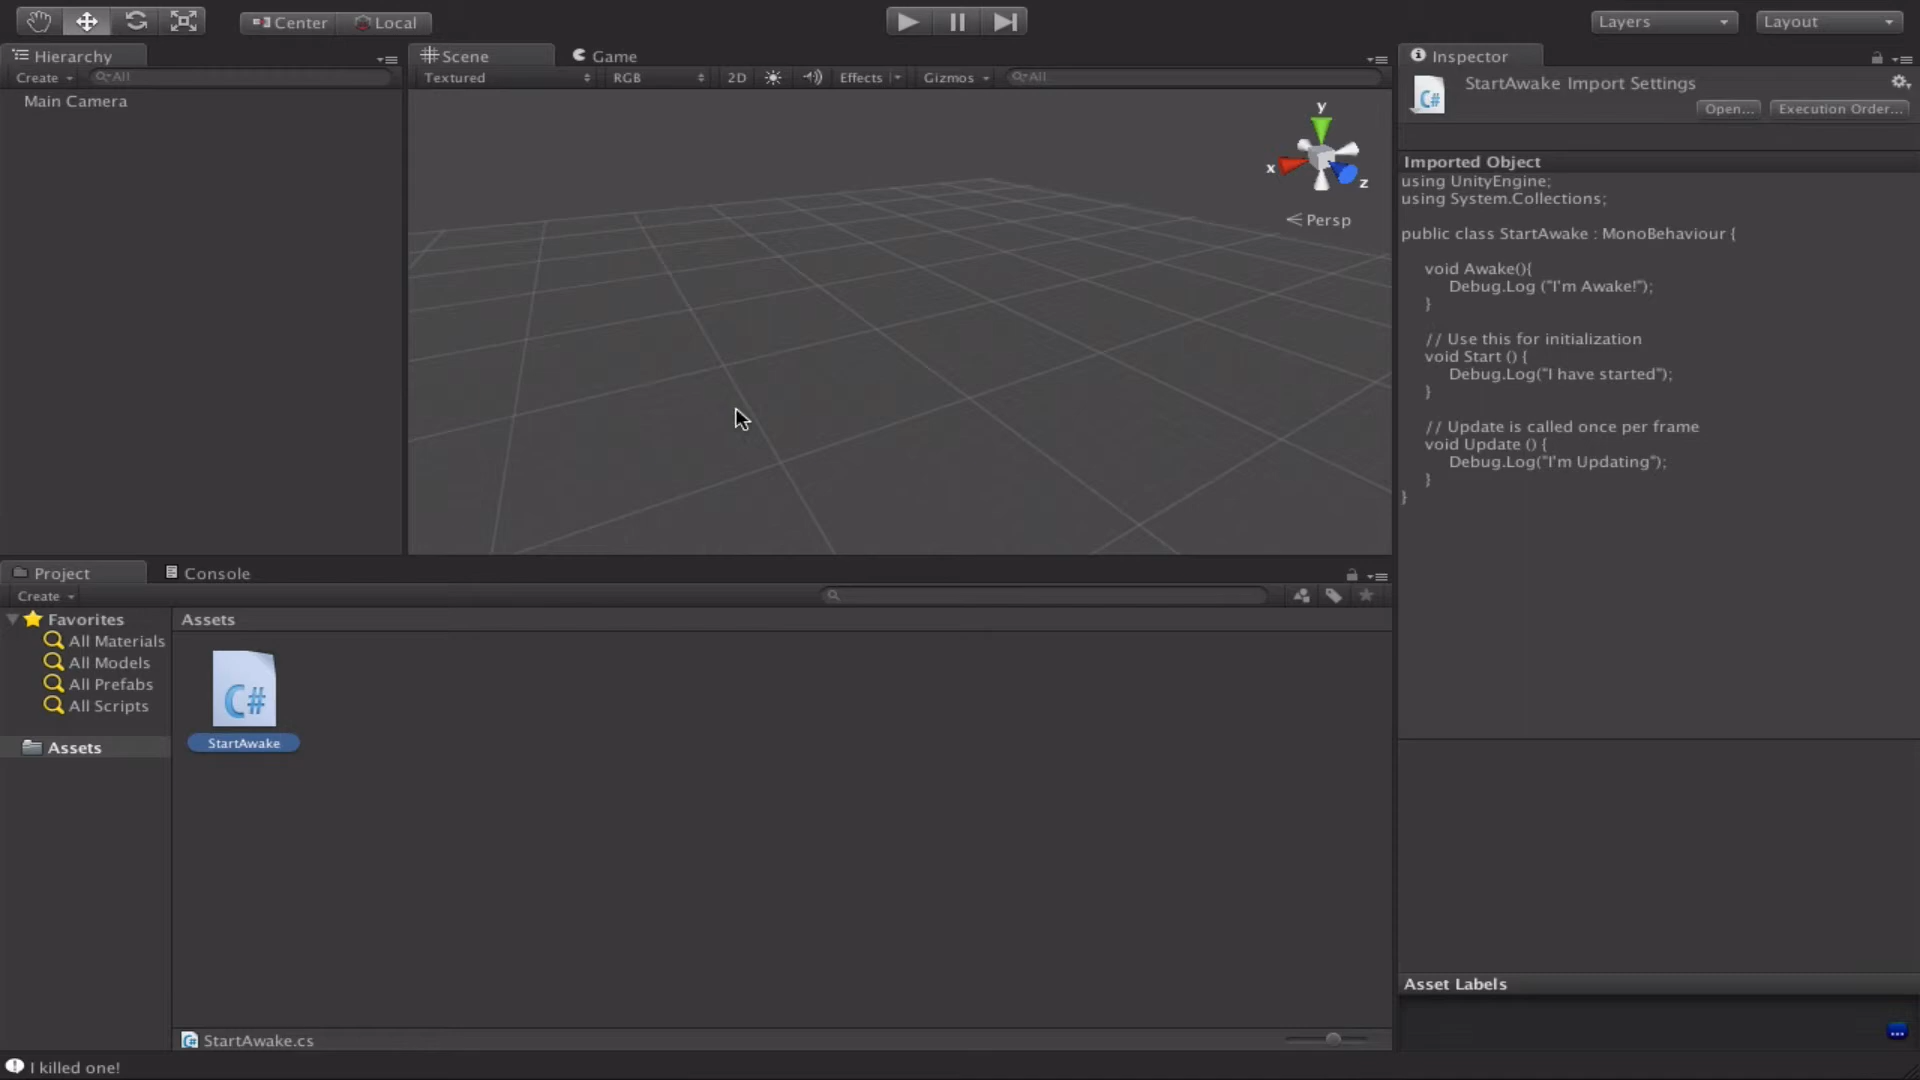 Center
Local
Layers
Layout
Hierarchy
Create
All
Main Camera
Scene
Game
Textured
RGB
2D
Effects
Gizmos
All
y
x
z
Persp
Inspector
StartAwake Import Settings
Open...
Execution Order...
Imported Object
using UnityEngine;
using System.Collections;
public class StartAwake : MonoBehaviour {
void Awake(){
Debug.Log ("I'm Awake!");
}
// Use this for initialization
void Start () {
Debug.Log("I have started");
}
// Update is called once per frame
void Update () {
Debug.Log("I'm Updating");
}
}
Project
Console
Create
Favorites
All Materials
All Models
All Prefabs
All Scripts
Assets
Assets
C#
StartAwake
StartAwake.cs
Asset Labels
I killed one!